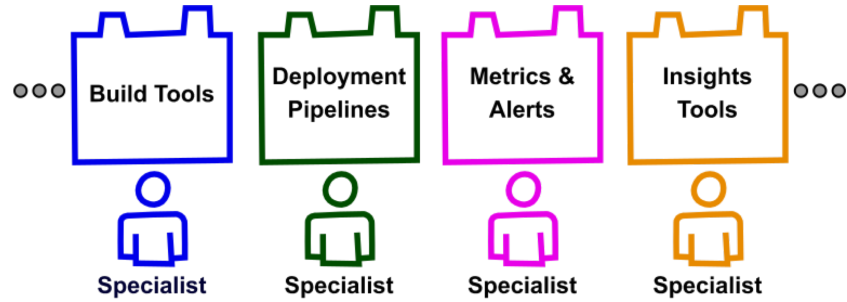 Build Tools
Deployment
Pipelines
Metrics &
Alerts
Insights
Tools
Specialist
Specialist
Specialist
Specialist